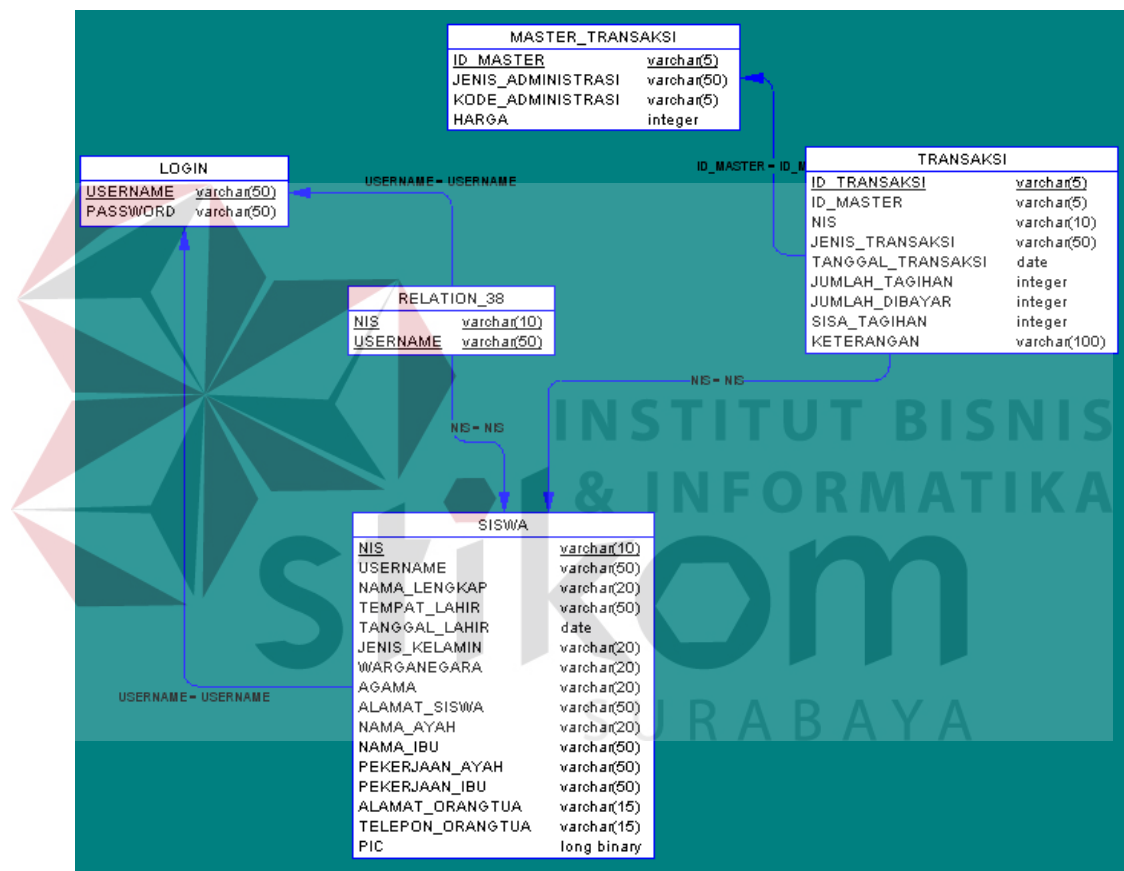 MASTER_TRANSAKSI
ID_MASTER varchar(5)
JENIS_ADMINISTRASI varchar(50)
KODE_ADMINISTRASI varchar(5)
HARGA integer
LOGIN
USERNAME varchar(50)
PASSWORD varchar(50)
USERNAME = USERNAME
ID_MASTER = ID_M
TRANSAKSI
ID_TRANSAKSI varchar(5)
ID_MASTER varchar(5)
NIS varchar(10)
JENIS_TRANSAKSI varchar(50)
TANGGAL_TRANSAKSI date
JUMLAH_TAGIHAN integer
JUMLAH_DIBAYAR integer
SISA_TAGIHAN integer
KETERANGAN varchar(100)
RELATION_38
NIS varchar(10)
USERNAME varchar(50)
NIS = NIS
NIS = NIS
INSTITUT BISNIS
& INFORMATIKA
stikom
SURABAYA
SISWA
NIS varchar(10)
USERNAME varchar(50)
NAMA_LENGKAP varchar(20)
TEMPAT_LAHIR varchar(50)
TANGGAL_LAHIR date
JENIS_KELAMIN varchar(20)
WARGANEGARA varchar(20)
AGAMA varchar(20)
ALAMAT_SISWA varchar(50)
NAMA_AYAH varchar(20)
NAMA_IBU varchar(50)
PEKERJAAN_AYAH varchar(50)
PEKERJAAN_IBU varchar(50)
ALAMAT_ORANGTUA varchar(15)
TELEPON_ORANGTUA varchar(15)
PIC long binary
USERNAME = USERNAME